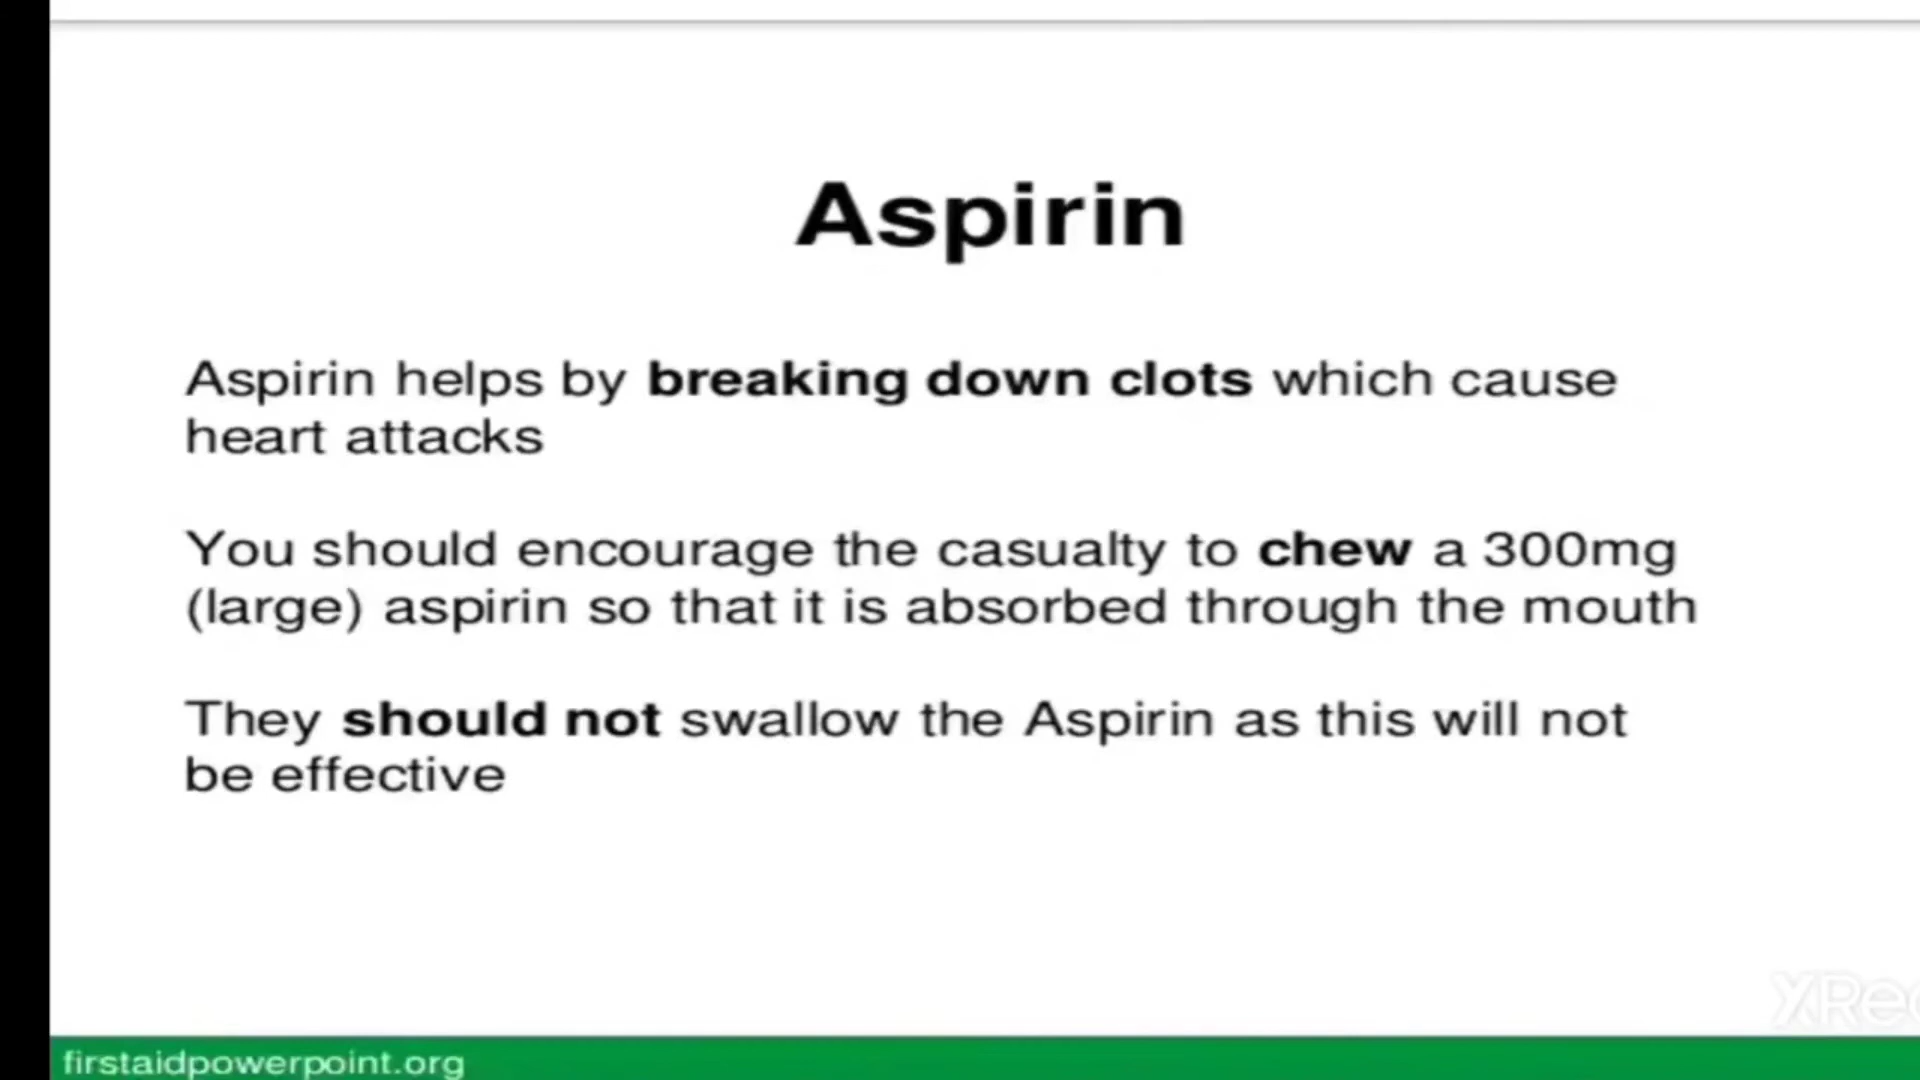 Aspirin
Aspirin helps by breaking down clots which cause
heart attacks
You should encourage the casualty to chew a 300mg
(large) aspirin so that it is absorbed through the mouth
They should not swallow the Aspirin as this will not
be effective
firstaidpowerpoint.org